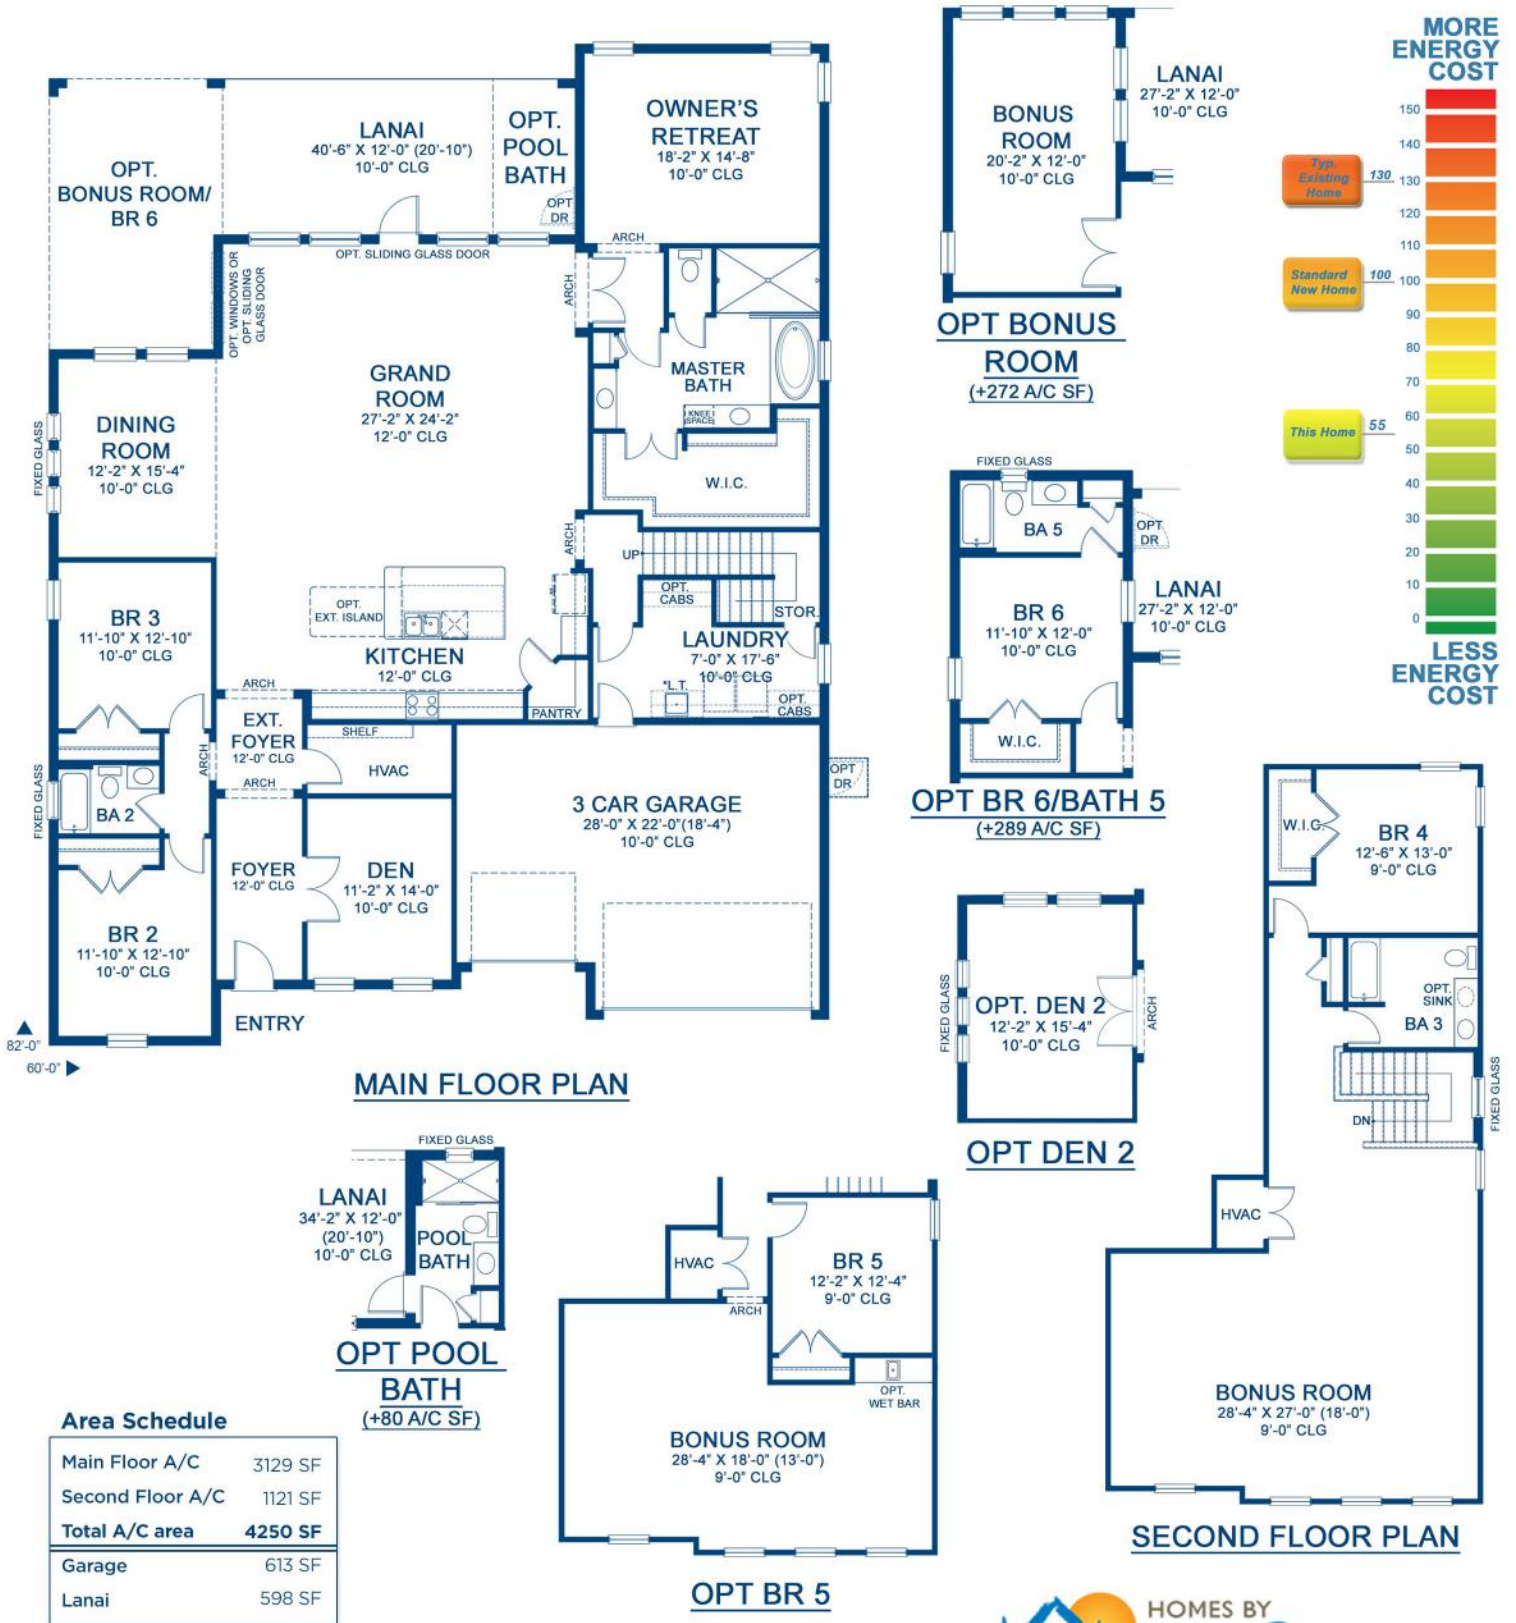 LANAI
40'-6" X 12'-0" (20'-10")
10'-0" CLG
OPT.
POOL
BATH
OPT
DR
OPT.
BONUS ROOM/
BR 6
OWNER'S
RETREAT
18'-2" X 14'-8"
10'-0" CLG
ARCH
ARCH
OPT. SLIDING GLASS DOOR
OPT. WINDOWS OR
OPT. SLIDING
GLASS DOOR
GRAND
ROOM
27'-2" X 24'-2"
12'-0" CLG
MASTER
BATH
KNEE
SPACE
W.I.C.
DINING
ROOM
12'-2" X 15'-4"
10'-0" CLG
FIXED GLASS
ARCH
UP
OPT.
CABS
STOR.
LAUNDRY
7'-0" X 17'-6"
10'-0" CLG
*L.T.
OPT.
CABS
OPT.
EXT. ISLAND
KITCHEN
12'-0" CLG
PANTRY
BR 3
11'-10" X 12'-10"
10'-0" CLG
ARCH
EXT.
FOYER
12'-0" CLG
ARCH
ARCH
SHELF
HVAC
FIXED GLASS
BA 2
3 CAR GARAGE
28'-0" X 22'-0"(18'-4")
10'-0" CLG
OPT
DR
FOYER
12'-0" CLG
DEN
11'-2" X 14'-0"
10'-0" CLG
BR 2
11'-10" X 12'-10"
10'-0" CLG
ENTRY
82'-0"
60'-0"
MAIN FLOOR PLAN
BONUS
ROOM
20'-2" X 12'-0"
10'-0" CLG
LANAI
27'-2" X 12'-0"
10'-0" CLG
OPT BONUS
ROOM
(+272 A/C SF)
FIXED GLASS
BA 5
OPT
DR
BR 6
11'-10" X 12'-0"
10'-0" CLG
LANAI
27'-2" X 12'-0"
10'-0" CLG
W.I.C.
OPT BR 6/BATH 5
(+289 A/C SF)
FIXED GLASS
OPT. DEN 2
12'-2" X 15'-4"
10'-0" CLG
ARCH
OPT DEN 2
MORE
ENERGY
COST
150
140
130
120
110
100
90
80
70
60
50
40
30
20
10
0
Typ.
Existing
Home
130
Standard
New Home
100
This Home
55
LESS
ENERGY
COST
W.I.C.
BR 4
12'-6" X 13'-0"
9'-0" CLG
OPT.
SINK
BA 3
DN
FIXED GLASS
HVAC
BONUS ROOM
28'-4" X 27'-0" (18'-0")
9'-0" CLG
SECOND FLOOR PLAN
FIXED GLASS
LANAI
34'-2" X 12'-0"
(20'-10")
10'-0" CLG
POOL
BATH
OPT POOL
BATH
(+80 A/C SF)
HVAC
ARCH
BR 5
12'-2" X 12'-4"
9'-0" CLG
OPT.
WET BAR
BONUS ROOM
28'-4" X 18'-0" (13'-0")
9'-0" CLG
OPT BR 5
Area Schedule
Main Floor A/C 3129 SF
Second Floor A/C 1121 SF
Total A/C area 4250 SF
Garage 613 SF
Lanai 598 SF
HOMES BY